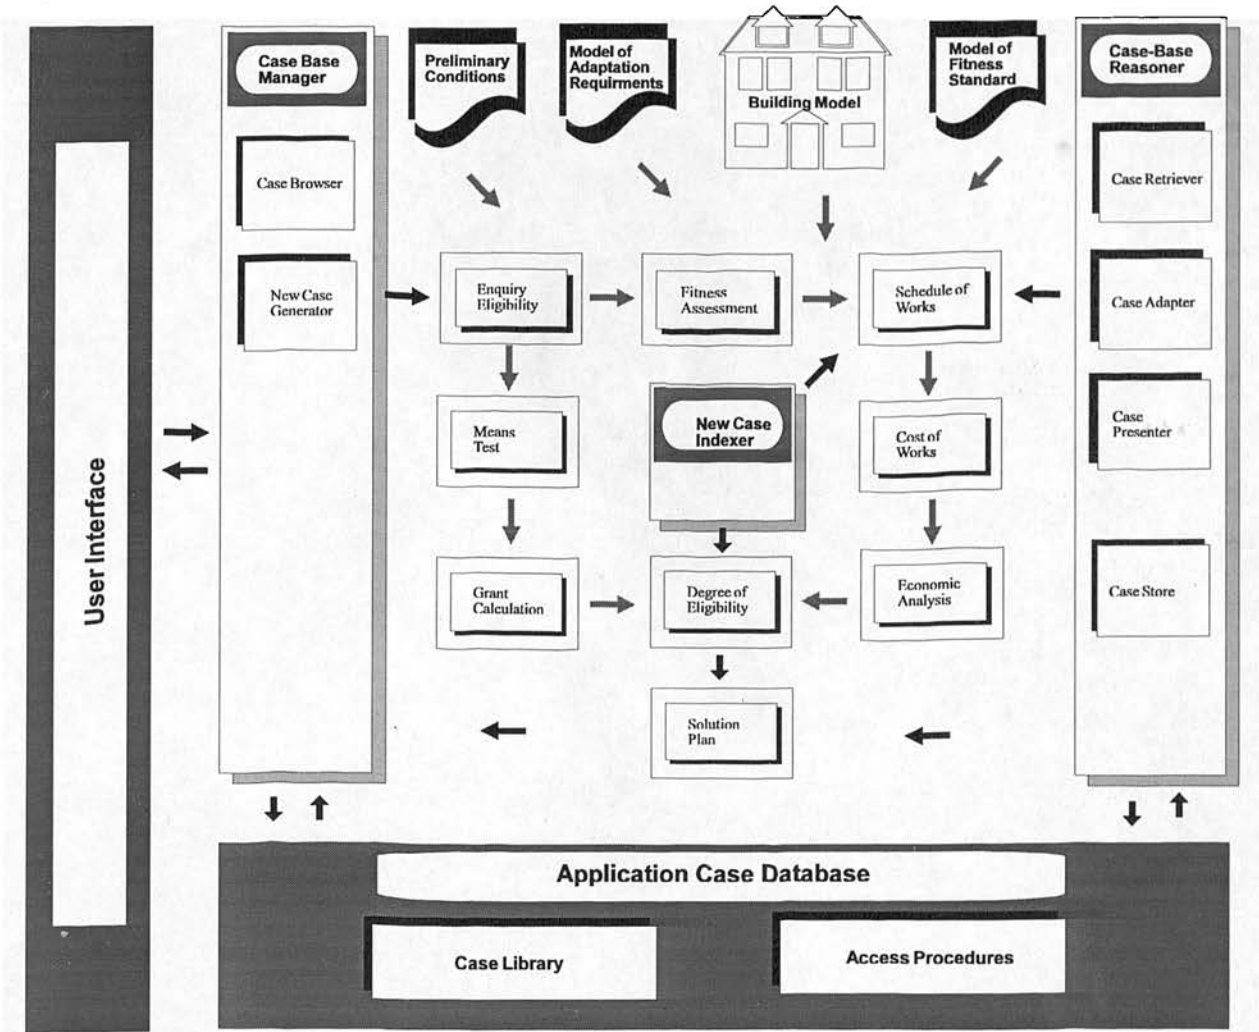 Case Base
Manager
Preliminary
Conditions
Model of
Adaptation
Requirments
Building Model
Model of
Fitness
Standard
Case-Base
Reasoner
Case Browser
New Case
Generator
Case Retriever
Case Adapter
Case
Presenter
Case Store
Enquiry
Eligibility
Fitness
Assessment
Schedule of
Works
Means
Test
New Case
Indexer
Cost of
Works
Grant
Calculation
Degree of
Eligibility
Economic
Analysis
Solution
Plan
User Interface
Application Case Database
Case Library
Access Procedures